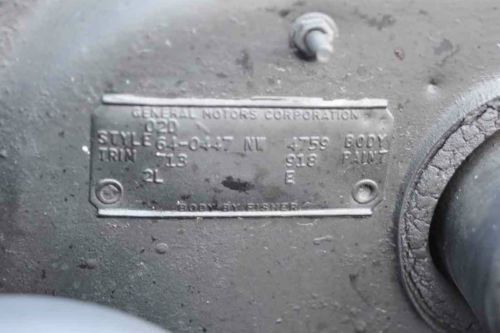 GENERAL MOTORS CORPORATION
02D
STYLE 64-0447 NW 4759 BODY
TRIM 713 918 PAINT
2L E
BODY BY FISHER